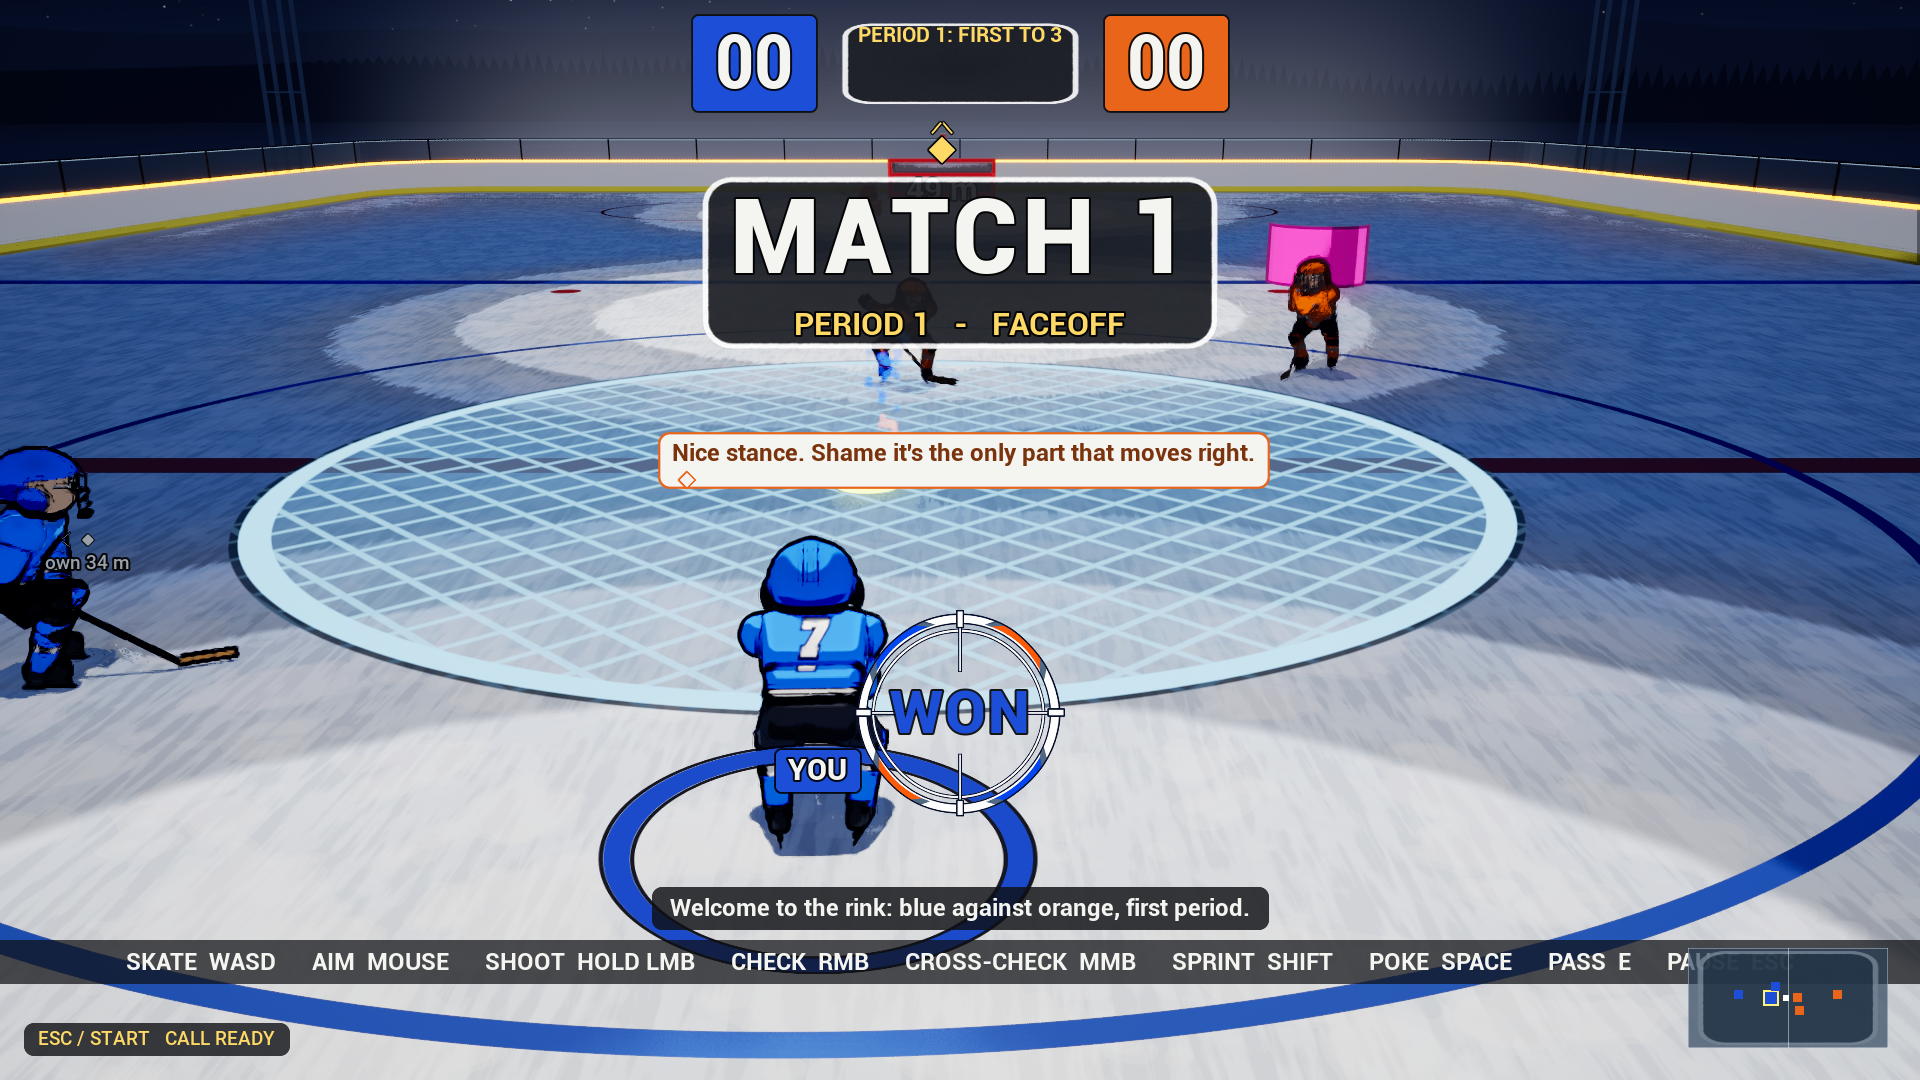 00
PERIOD 1: FIRST TO 3
00
49 m
MATCH 1
PERIOD 1 - FACEOFF
Nice stance. Shame it's the only part that moves right.
own 34 m
7
WON
YOU
Welcome to the rink: blue against orange, first period.
SKATE WASD AIM MOUSE SHOOT HOLD LMB CHECK RMB CROSS-CHECK MMB SPRINT SHIFT POKE SPACE PASS E PAUSE ESC
ESC / START CALL READY